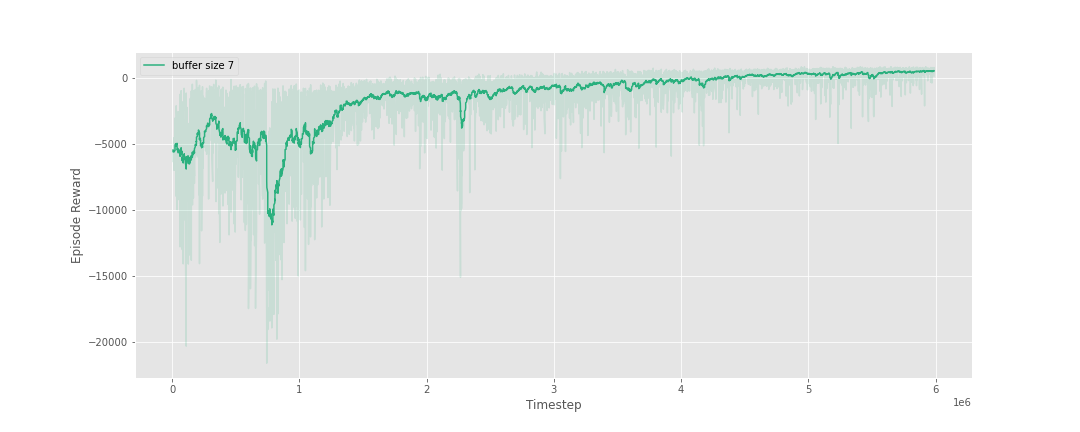 buffer size 7
Episode Reward
0
−5000
−10000
−15000
−20000
0 1 2 3 4 5 6
1e6
Timestep